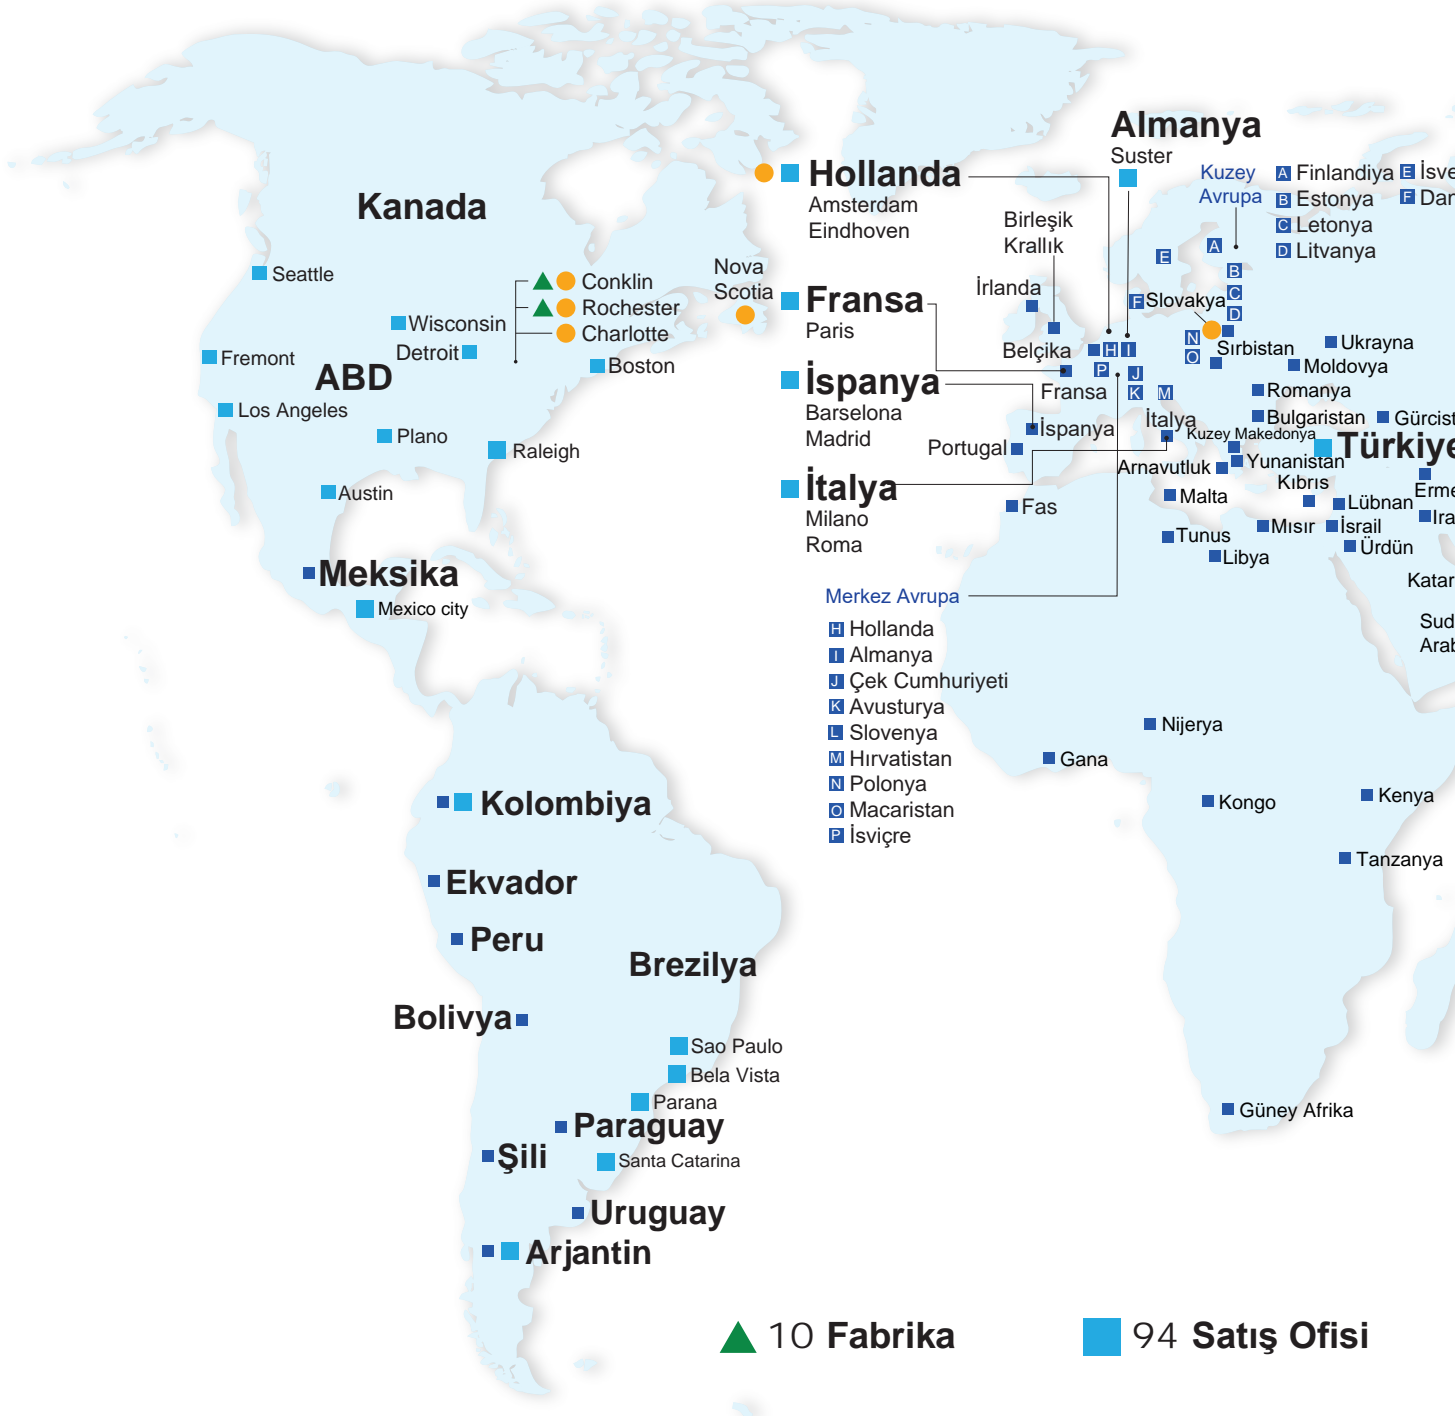 Kanada
Seattle
Wisconsin
Detroit
Fremont
ABD
Los Angeles
Plano
Austin
Raleigh
Boston
Conklin
Rochester
Charlotte
Nova
Scotia
Meksika
Mexico city
Kolombiya
Ekvador
Peru
Brezilya
Bolivya
Sao Paulo
Bela Vista
Parana
Paraguay
Şili
Santa Catarina
Uruguay
Arjantin
Hollanda
Amsterdam
Eindhoven
Fransa
Paris
İspanya
Barselona
Madrid
İtalya
Milano
Roma
Almanya
Suster
Kuzey
Avrupa
A Finlandiya
B Estonya
C Letonya
D Litvanya
E İsve
F Dan
Birleşik
Krallık
İrlanda
Belçika
Fransa
Portugal
İspanya
İtalya
Slovakya
Sırbistan
Ukrayna
Moldovya
Romanya
Bulgaristan
Gürcist
Kuzey Makedonya
Türkiye
Arnavutluk
Yunanistan
Kıbrıs
Malta
Lübnan
Erme
Mısır
İsrail
Ira
Tunus
Ürdün
Libya
Fas
Katar
Sud
Arab
A
B
C
D
E
F
H
I
J
K
M
N
O
P
Merkez Avrupa
H Hollanda
I Almanya
J Çek Cumhuriyeti
K Avusturya
L Slovenya
M Hırvatistan
N Polonya
O Macaristan
P İsviçre
Nijerya
Gana
Kongo
Kenya
Tanzanya
Güney Afrika
10 Fabrika
94 Satış Ofisi